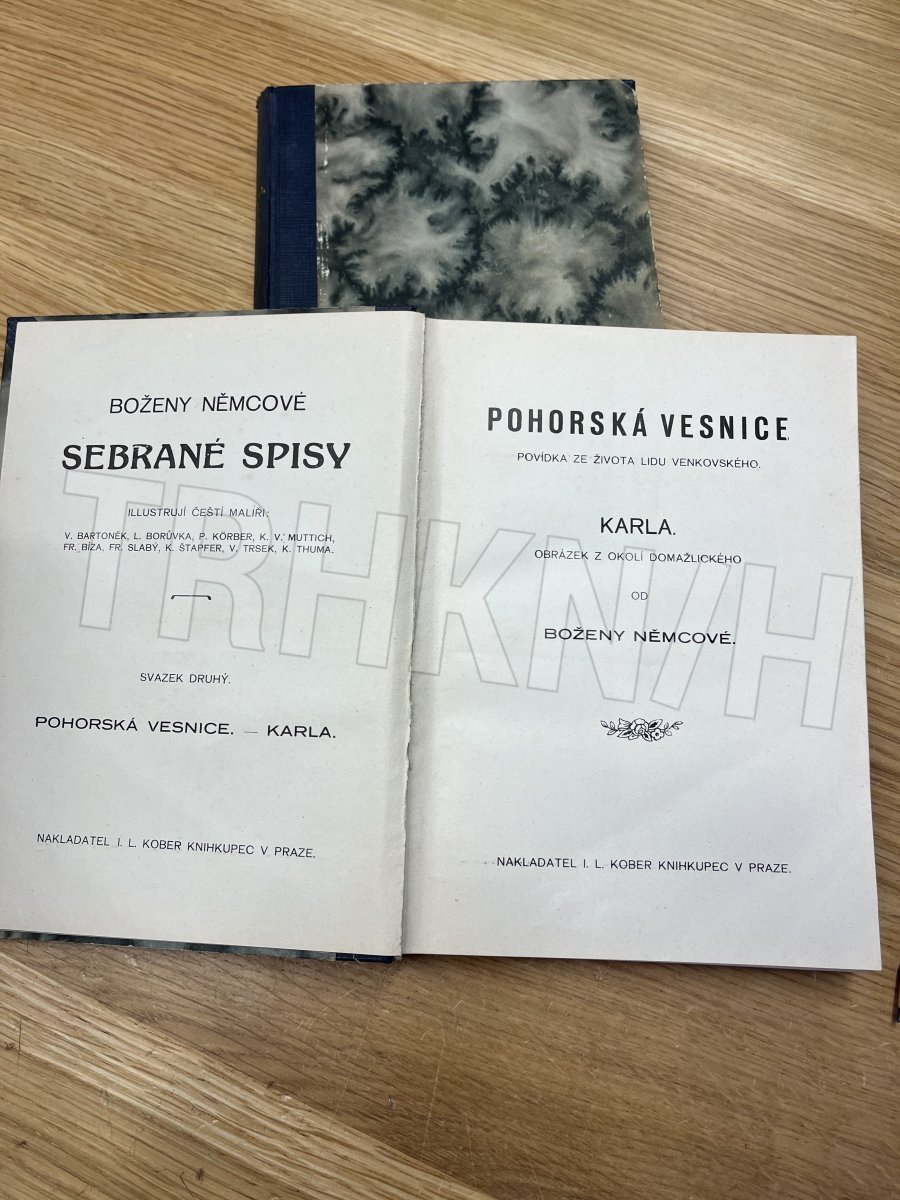 BOŽENY NĚMCOVÉ
SEBRANÉ SPISY
ILLUSTRUJÍ ČEŠTÍ MALÍŘI:
V. BARTONĚK, L. BORŮVKA, P. KÖRBER, K. V. MUTTICH,
FR. BÍZA, FR. SLABÝ, K. ŠTAPFER, V. TRSEK, K. THUMA.
SVAZEK DRUHÝ.
POHORSKÁ VESNICE. — KARLA.
NAKLADATEL I. L. KOBER KNIHKUPEC V PRAZE.
POHORSKÁ VESNICE.
POVÍDKA ZE ŽIVOTA LIDU VENKOVSKÉHO.
KARLA.
OBRÁZEK Z OKOLÍ DOMAŽLICKÉHO
OD
BOŽENY NĚMCOVÉ.
NAKLADATEL I. L. KOBER KNIHKUPEC V PRAZE.
TRHKNIH